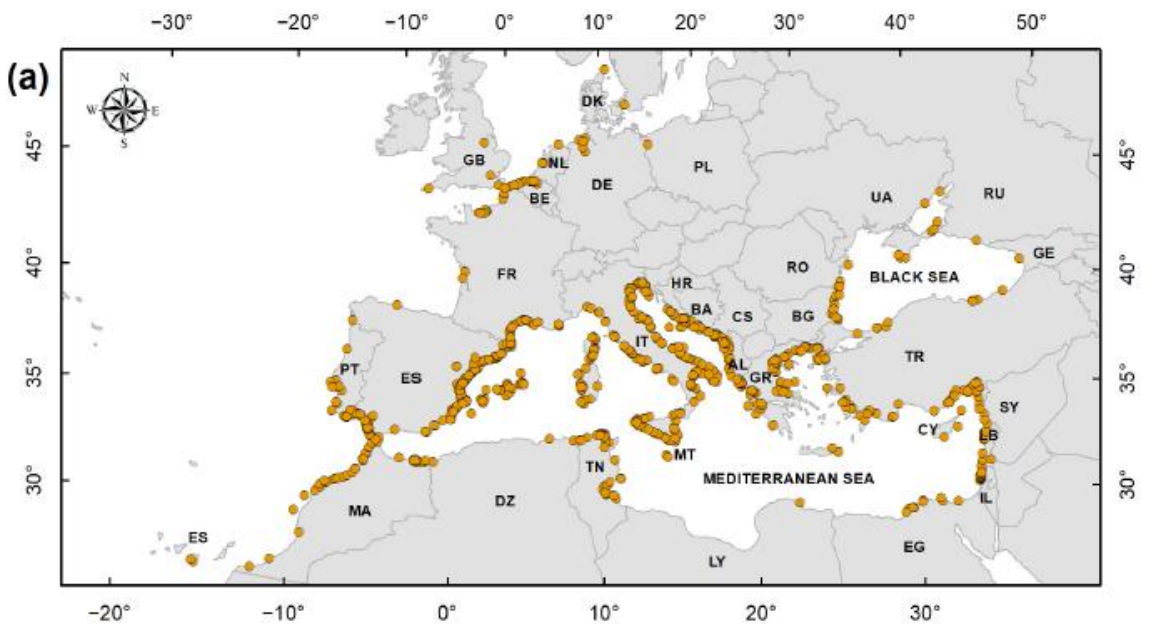 −30° −20° −10° 0° 10° 20° 30° 40° 50°
(a)
N
W E
S
DK
45° 45°
GB NL PL
BE DE UA RU
40° 40°
FR RO BLACK SEA GE
HR
BA CS BG
IT
35° 35°
PT ES AL GR TR
SY
CY LB
MT
TN MEDITERRANEAN SEA
30° 30°
MA DZ IL
ES EG
LY
−20° −10° 0° 10° 20° 30°